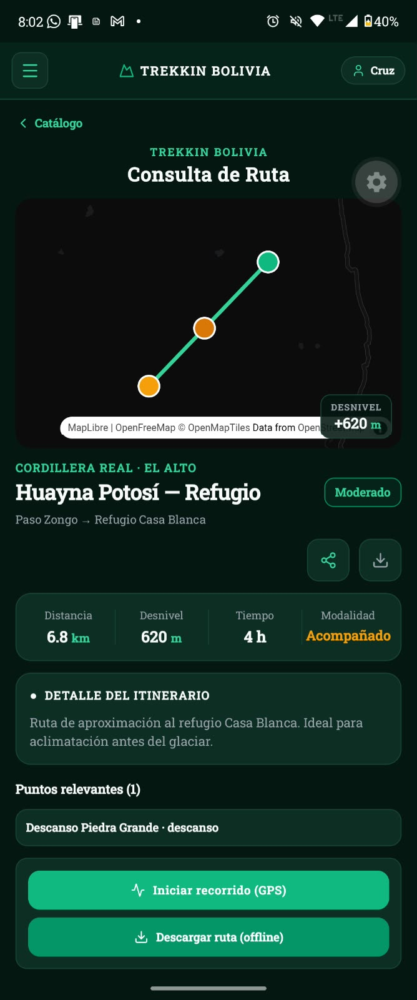 8:02
LTE
40%
TREKKIN BOLIVIA
Cruz
Catálogo
TREKKIN BOLIVIA
Consulta de Ruta
DESNIVEL
+620 m
MapLibre | OpenFreeMap © OpenMapTiles Data from OpenStreetMap
CORDILLERA REAL · EL ALTO
Huayna Potosí — Refugio
Moderado
Paso Zongo → Refugio Casa Blanca
Distancia
6.8 km
Desnivel
620 m
Tiempo
4 h
Modalidad
Acompañado
DETALLE DEL ITINERARIO
Ruta de aproximación al refugio Casa Blanca. Ideal para
aclimatación antes del glaciar.
Puntos relevantes (1)
Descanso Piedra Grande · descanso
Iniciar recorrido (GPS)
Descargar ruta (offline)